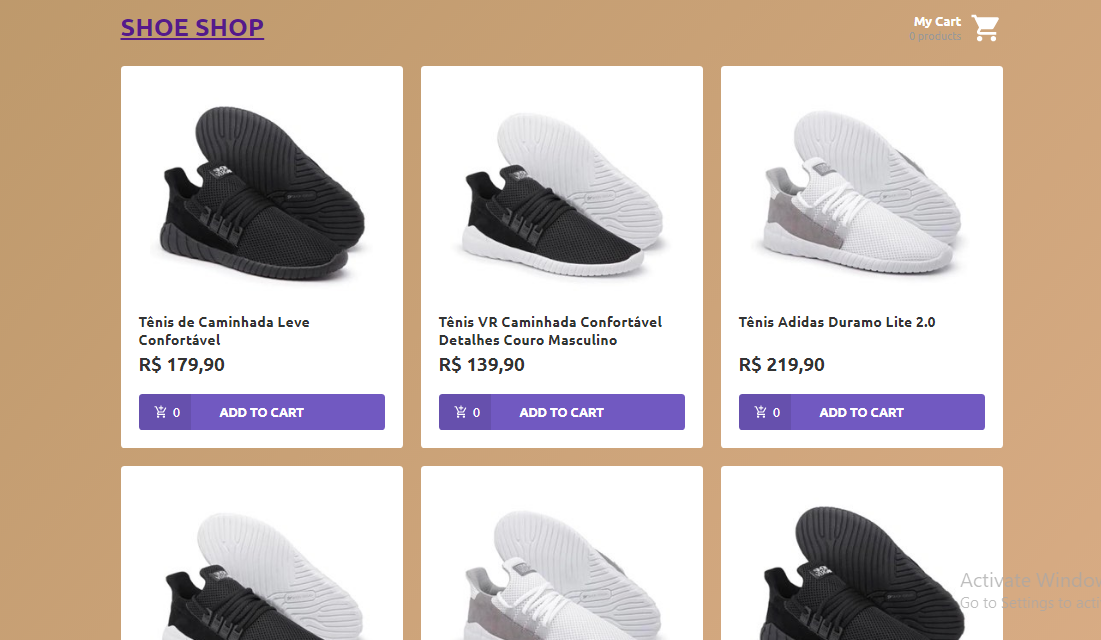 SHOE SHOP
My Cart
0 products
Tênis de Caminhada Leve
Confortável
R$ 179,90
0 ADD TO CART
Tênis VR Caminhada Confortável
Detalhes Couro Masculino
R$ 139,90
0 ADD TO CART
Tênis Adidas Duramo Lite 2.0
R$ 219,90
0 ADD TO CART
Activate Window
Go to Settings to acti